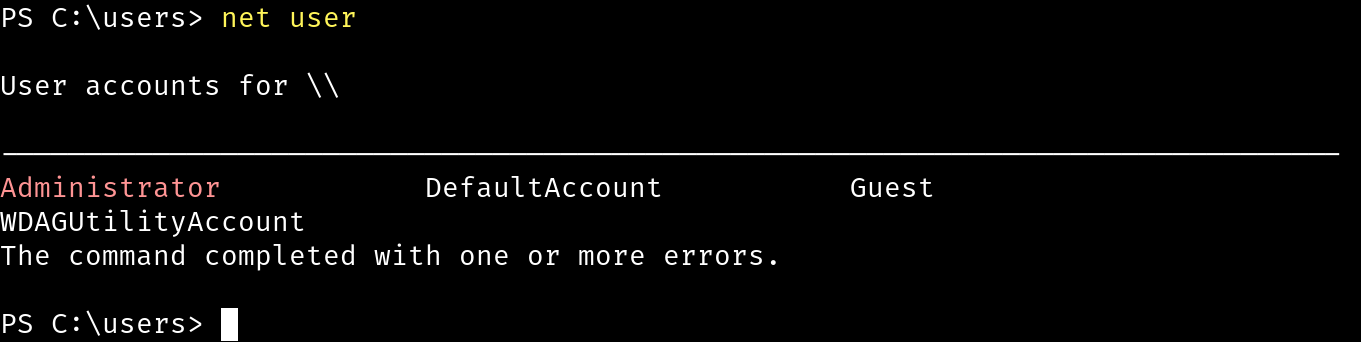 PS C:\users> net user
User accounts for \\
Administrator DefaultAccount Guest
WDAGUtilityAccount
The command completed with one or more errors.
PS C:\users>